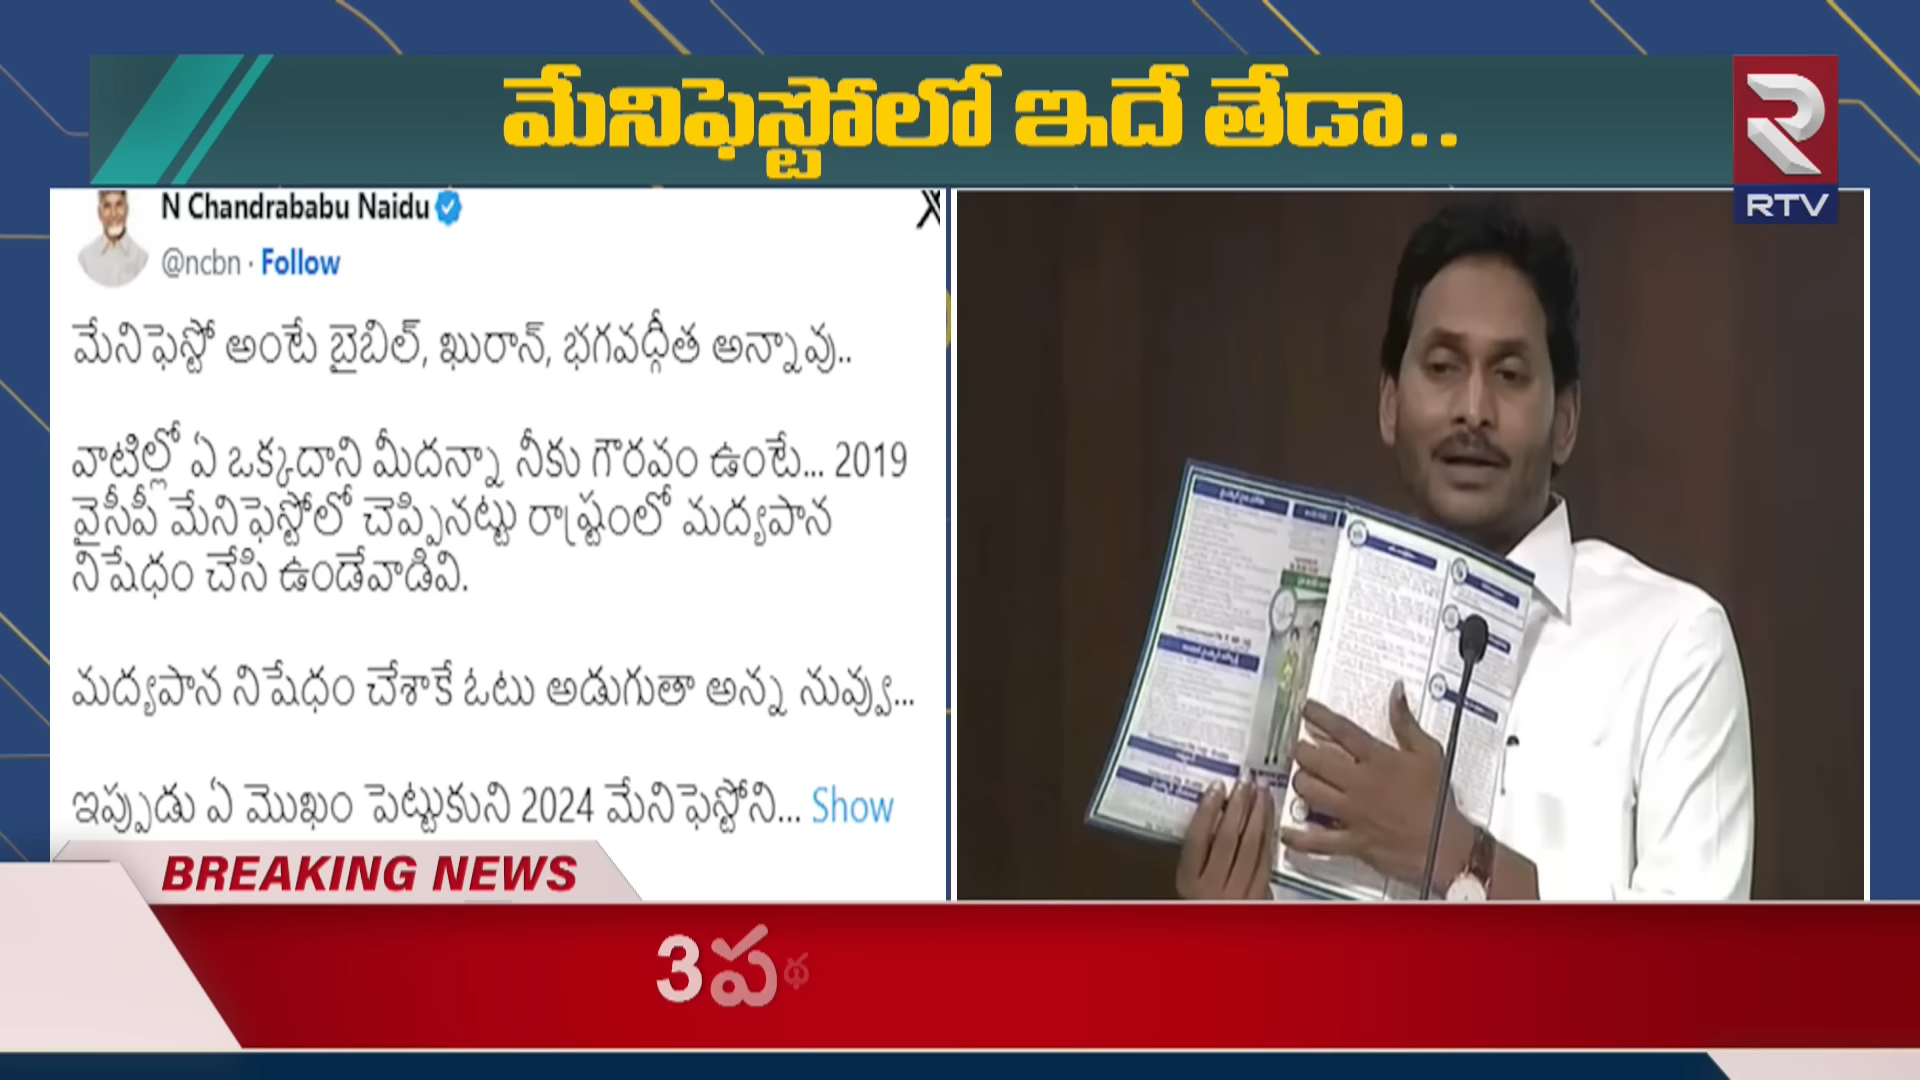 మేనిఫెస్టోలో ఇదే తేడా..
RTV
N Chandrababu Naidu
@ncbn · Follow
మేనిఫెస్టో అంటే బైబిల్, ఖురాన్, భగవద్గీత అన్నావు..
వాటిల్లో ఏ ఒక్కదాని మీదన్నా నీకు గౌరవం ఉంటే... 2019
వైసీపీ మేనిఫెస్టోలో చెప్పినట్టు రాష్ట్రంలో మద్యపాన
నిషేధం చేసి ఉండేవాడివి.
మద్యపాన నిషేధం చేశాకే ఓటు అడుగుతా అన్న నువ్వు...
ఇప్పుడు ఏ మొఖం పెట్టుకుని 2024 మేనిఫెస్టోని... Show
BREAKING NEWS
3పథ